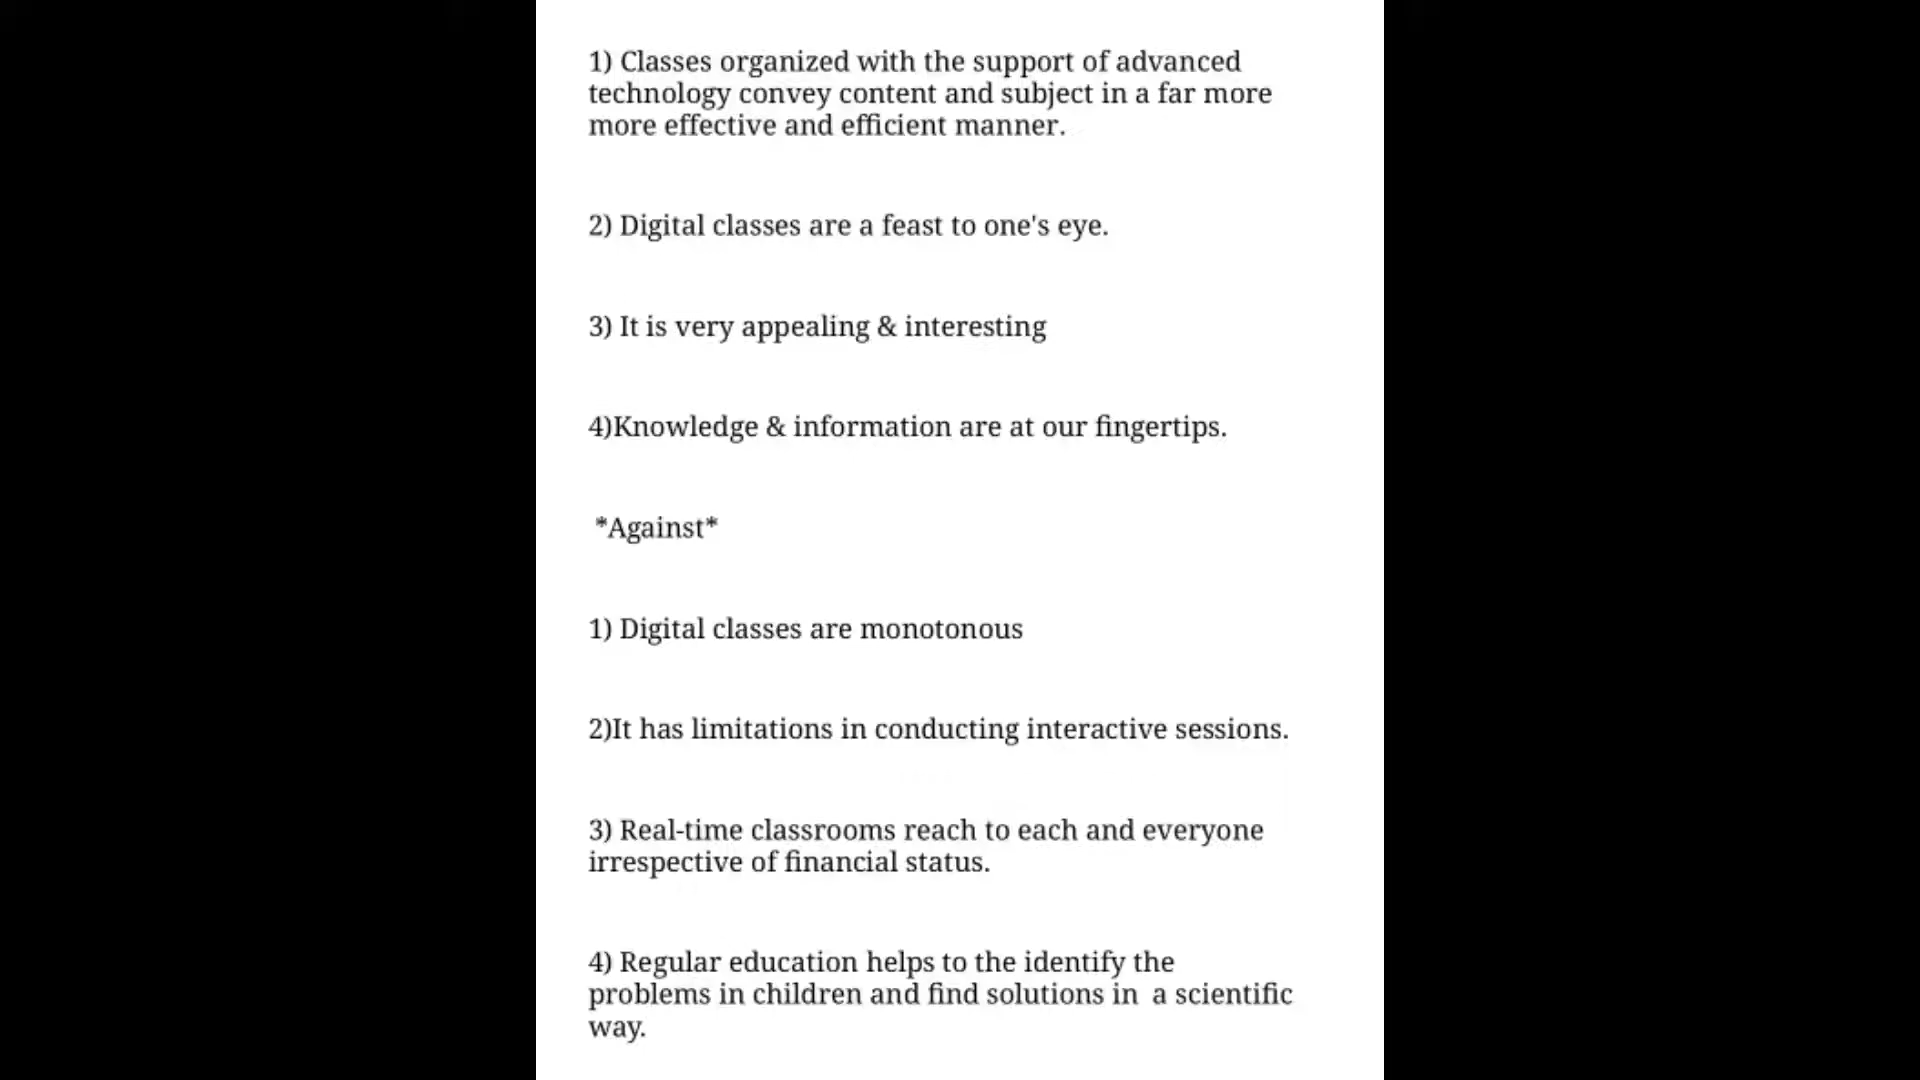 1) Classes organized with the support of advanced
technology convey content and subject in a far more
more effective and efficient manner.
2) Digital classes are a feast to one's eye.
3) It is very appealing & interesting
4)Knowledge & information are at our fingertips.
*Against*
1) Digital classes are monotonous
2)It has limitations in conducting interactive sessions.
3) Real-time classrooms reach to each and everyone
irrespective of financial status.
4) Regular education helps to the identify the
problems in children and find solutions in  a scientific
way.